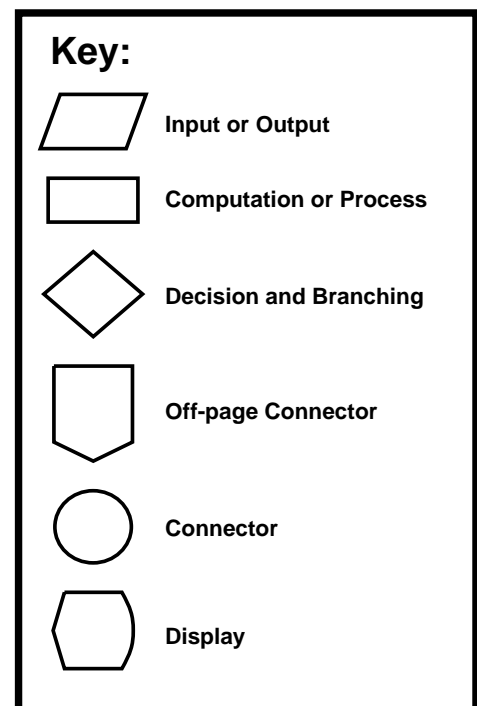 Key:
Input or Output
Computation or Process
Decision and Branching
Off-page Connector
Connector
Display